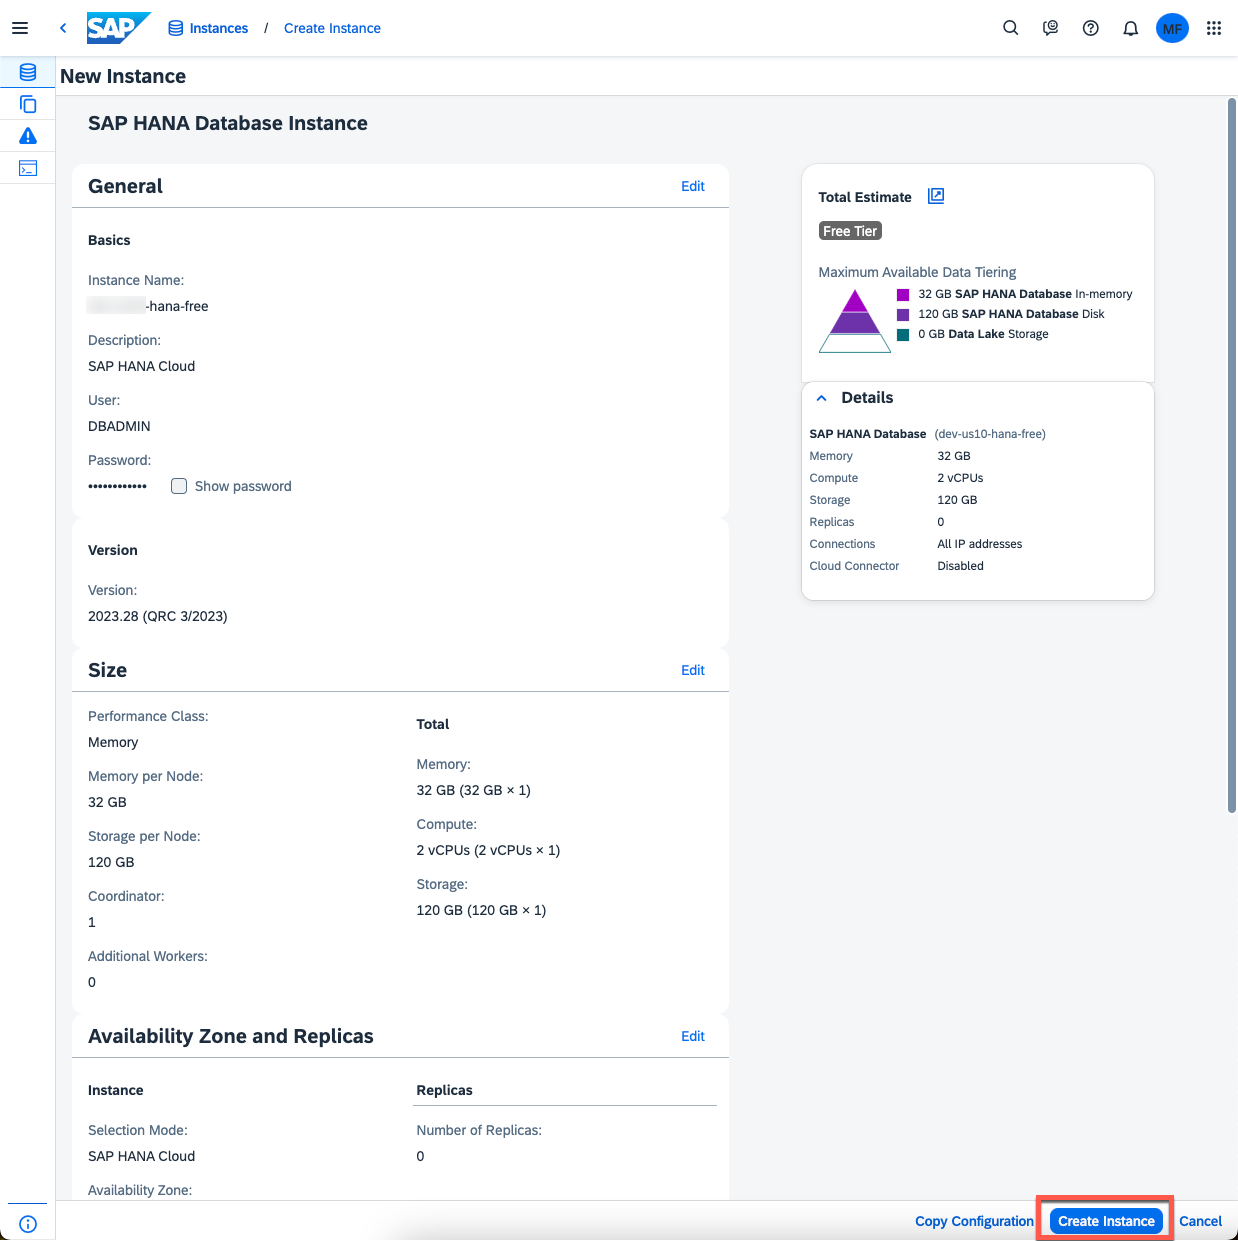 SAP Instances / Create Instance MF
New Instance
SAP HANA Database Instance
General Edit
Basics
Instance Name:
-hana-free
Description:
SAP HANA Cloud
User:
DBADMIN
Password:
•••••••••••• Show password
Version
Version:
2023.28 (QRC 3/2023)
Size Edit
Performance Class:
Memory
Memory per Node:
32 GB
Storage per Node:
120 GB
Coordinator:
1
Additional Workers:
0
Total
Memory:
32 GB (32 GB × 1)
Compute:
2 vCPUs (2 vCPUs × 1)
Storage:
120 GB (120 GB × 1)
Availability Zone and Replicas Edit
Instance
Selection Mode:
SAP HANA Cloud
Availability Zone:
Replicas
Number of Replicas:
0
Total Estimate
Free Tier
Maximum Available Data Tiering
32 GB SAP HANA Database In-memory
120 GB SAP HANA Database Disk
0 GB Data Lake Storage
Details
SAP HANA Database (dev-us10-hana-free)
Memory 32 GB
Compute 2 vCPUs
Storage 120 GB
Replicas 0
Connections All IP addresses
Cloud Connector Disabled
Copy Configuration Create Instance Cancel